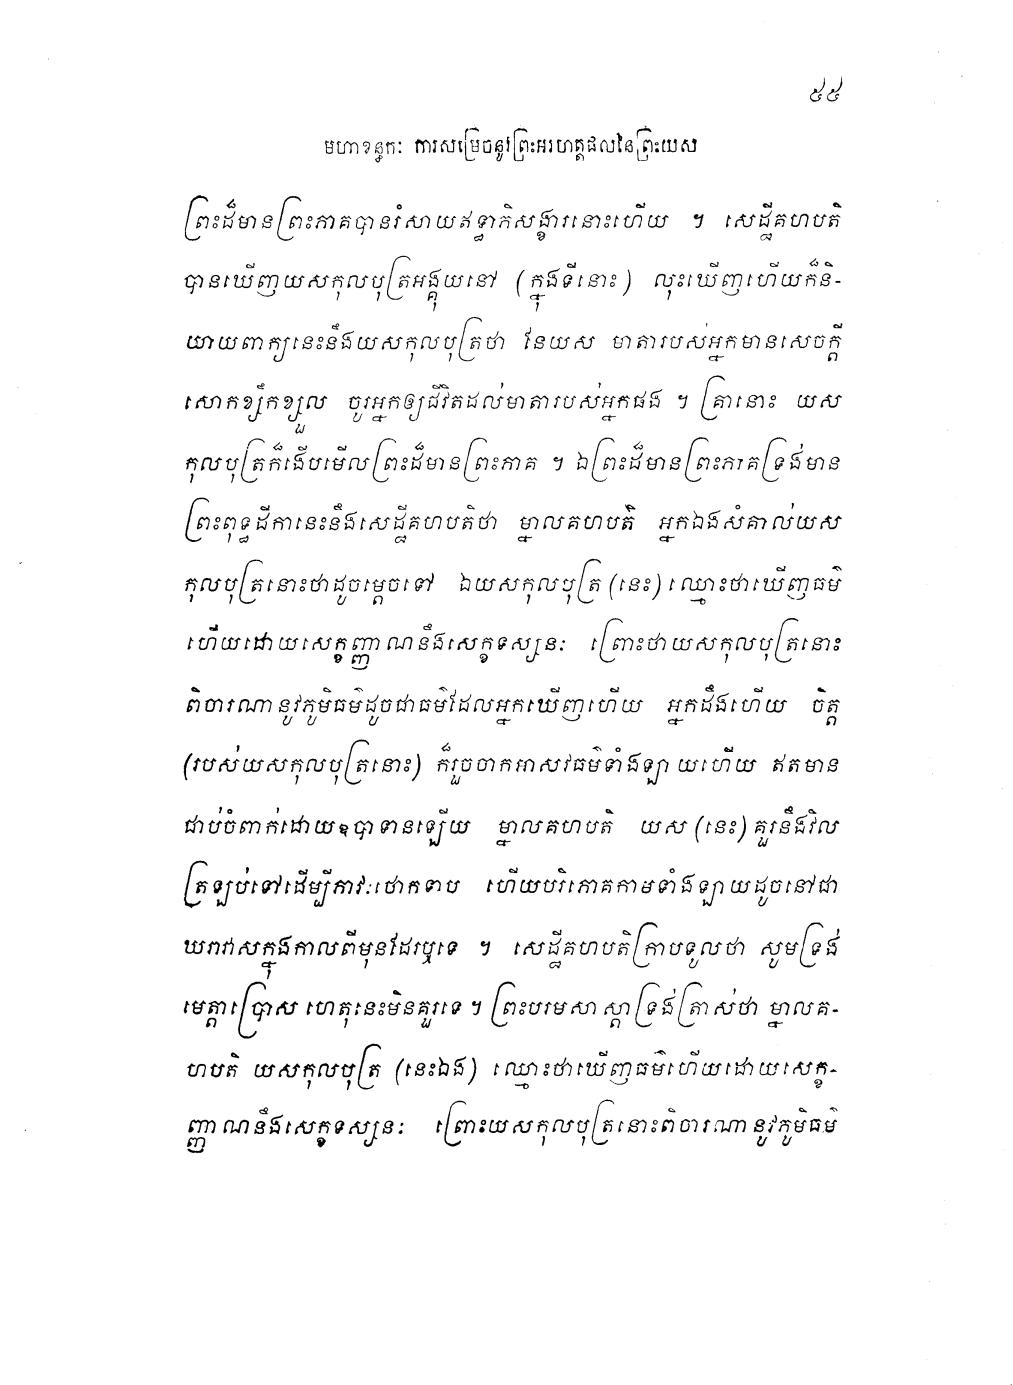 ៥៥
មហាខន្ធកៈ ការសម្រេចនូវព្រះអរហត្តផលនៃព្រះយស
ព្រះដ៏មានព្រះភាគបានរំសាយឥទ្ធាភិសង្ខារនោះហើយ ។ សេដ្ឋីគហបតិ
បានឃើញយសកុលបុត្រអង្គុយនៅ (ក្នុងទីនោះ) លុះឃើញហើយក៏និ-
យាយពាក្យនេះនឹងយសកុលបុត្រថា នែយស មាតារបស់អ្នកមានសេចក្តី
សោកខ្សឹកខ្សួល ចូរអ្នកឲ្យជីវិតដល់មាតារបស់អ្នកផង ។ គ្រានោះ យស
កុលបុត្រក៏ងើបមើលព្រះដ៏មានព្រះភាគ ។ ឯព្រះដ៏មានព្រះភាគទ្រង់មាន
ព្រះពុទ្ធដីកានេះនឹងសេដ្ឋីគហបតិថា ម្នាលគហបតិ អ្នកឯងសំគាល់យស
កុលបុត្រនោះថាដូចម្តេចទៅ ឯយសកុលបុត្រ (នេះ) ឈ្មោះថាឃើញធម៌
ហើយដោយសេក្ខញ្ញាណនឹងសេក្ខទស្សនៈ ព្រោះថាយសកុលបុត្រនោះ
ពិចារណានូវភូមិធម៌ដូចជាធម៌ដែលអ្នកឃើញហើយ អ្នកដឹងហើយ ចិត្ត
(របស់យសកុលបុត្រនោះ) ក៏រួចចាកអាសវធម៌ទាំងឡាយហើយ ឥតមាន
ជាប់ចំពាក់ដោយឧបាទានឡើយ ម្នាលគហបតិ យស (នេះ) គួរនឹងវិល
ត្រឡប់ទៅដើម្បីភាវៈថោកទាប ហើយបរិភោគកាមទាំងឡាយដូចនៅជា
ឃរាវាសក្នុងកាលពីមុនដែរឬទេ ។ សេដ្ឋីគហបតិក្រាបទូលថា សូមទ្រង់
មេត្តាប្រោស ហេតុនេះមិនគួរទេ ។ ព្រះបរមសាស្តាទ្រង់ត្រាស់ថា ម្នាលគ-
ហបតិ យសកុលបុត្រ (នេះឯង) ឈ្មោះថាឃើញធម៌ហើយដោយសេក្ខ-
ញ្ញាណនឹងសេក្ខទស្សនៈ ព្រោះយសកុលបុត្រនោះពិចារណានូវភូមិធម៌